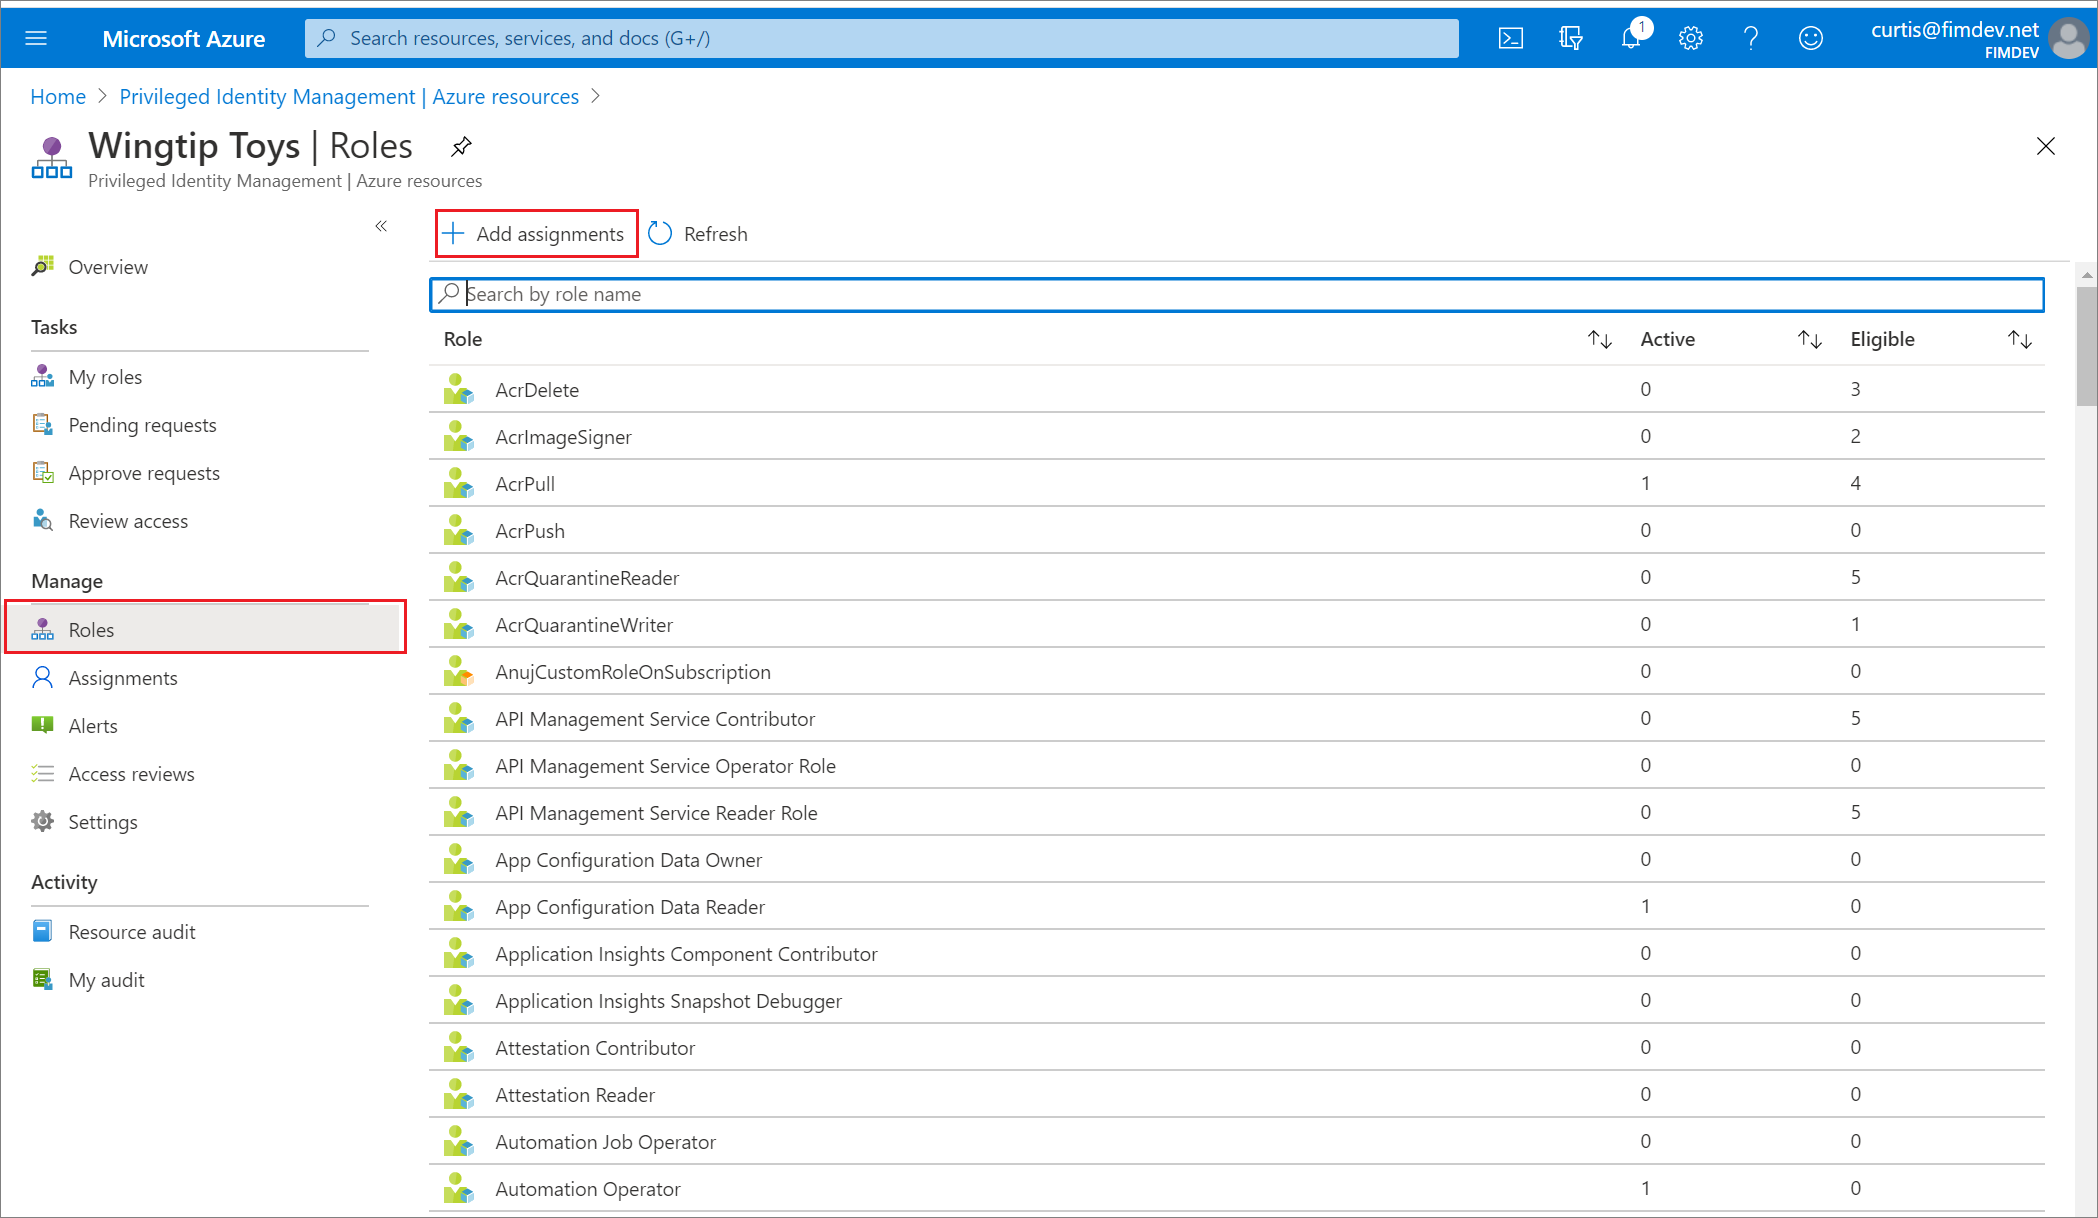 Microsoft Azure
Search resources, services, and docs (G+/)
1
curtis@fimdev.net
FIMDEV
Home > Privileged Identity Management | Azure resources >
Wingtip Toys | Roles
Privileged Identity Management | Azure resources
«
Overview
Tasks
My roles
Pending requests
Approve requests
Review access
Manage
Roles
Assignments
Alerts
Access reviews
Settings
Activity
Resource audit
My audit
Add assignments Refresh
Search by role name
Role Active Eligible
AcrDelete 0 3
AcrImageSigner 0 2
AcrPull 1 4
AcrPush 0 0
AcrQuarantineReader 0 5
AcrQuarantineWriter 0 1
AnujCustomRoleOnSubscription 0 0
API Management Service Contributor 0 5
API Management Service Operator Role 0 0
API Management Service Reader Role 0 5
App Configuration Data Owner 0 0
App Configuration Data Reader 1 0
Application Insights Component Contributor 0 0
Application Insights Snapshot Debugger 0 0
Attestation Contributor 0 0
Attestation Reader 0 0
Automation Job Operator 0 0
Automation Operator 1 0